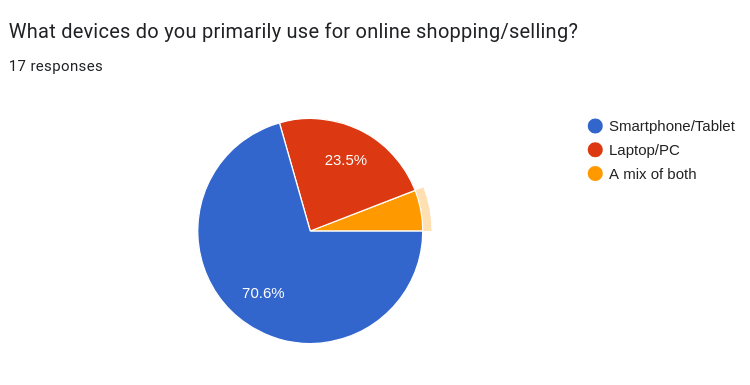 What devices do you primarily use for online shopping/selling?
17 responses
Smartphone/Tablet
Laptop/PC
A mix of both
23.5%
70.6%